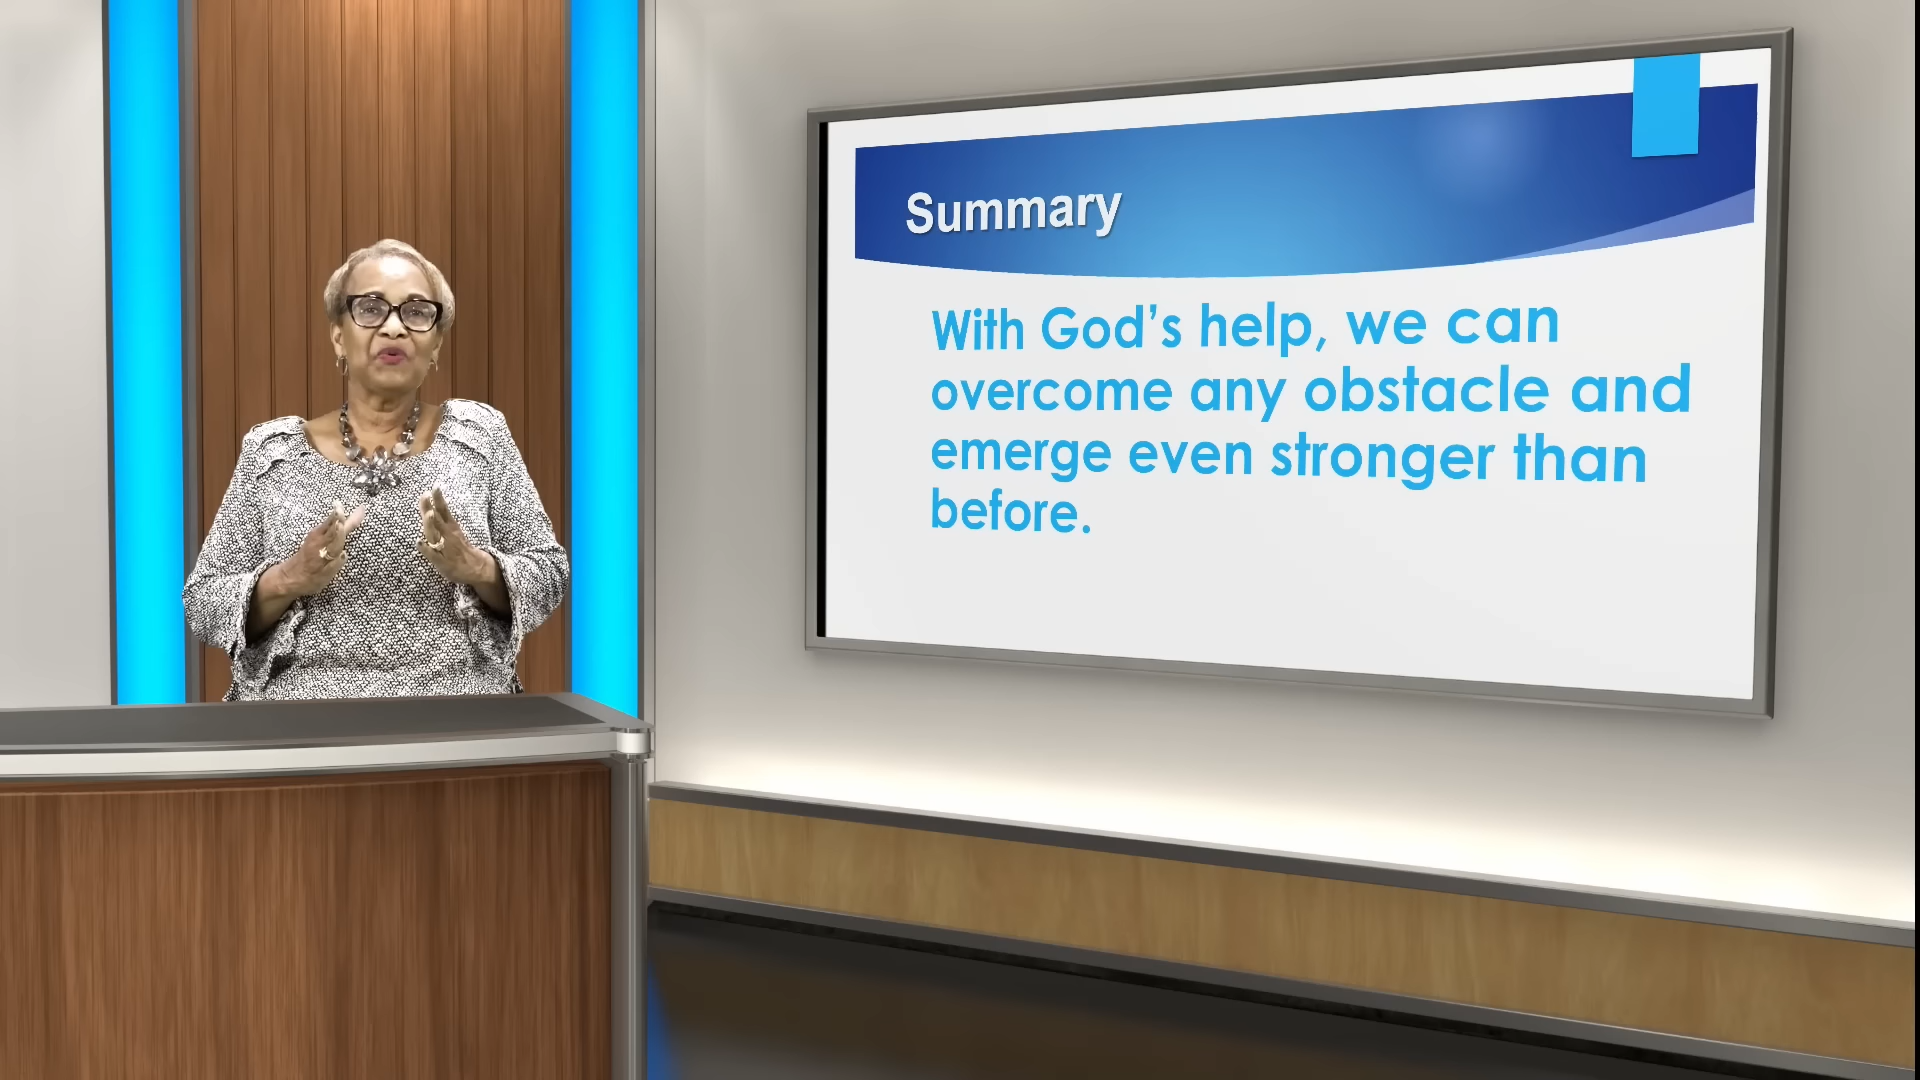 Summary
With God’s help, we can
overcome any obstacle and
emerge even stronger than
before.